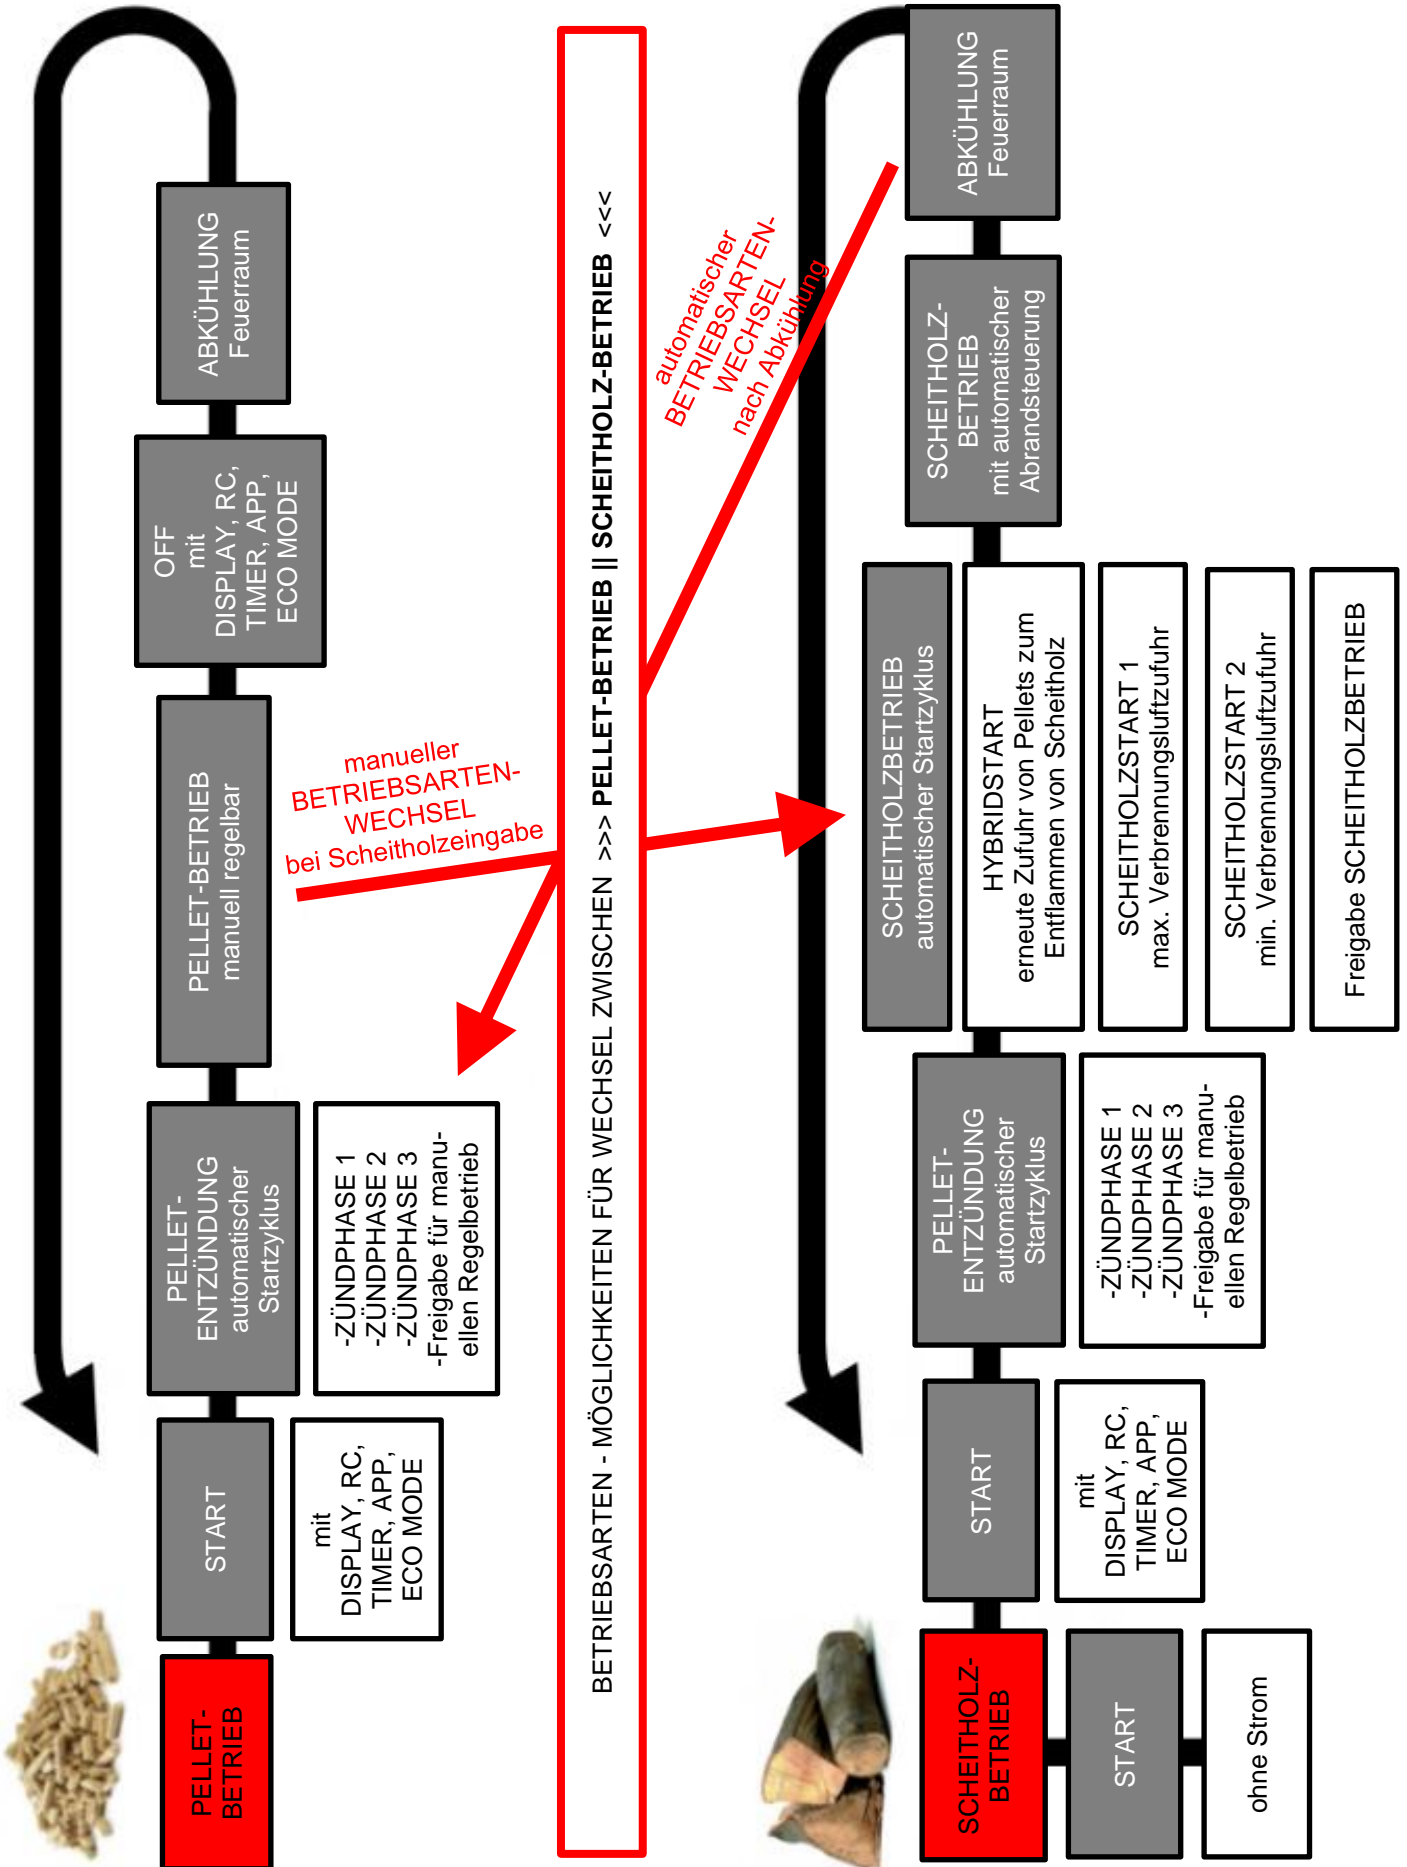 PELLET-
BETRIEB
START
mit
DISPLAY, RC,
TIMER, APP,
ECO MODE
PELLET-
ENTZÜNDUNG
automatischer
Startzyklus
-ZÜNDPHASE 1
-ZÜNDPHASE 2
-ZÜNDPHASE 3
-Freigabe für manu-
ellen Regelbetrieb
PELLET-BETRIEB
manuell regelbar
OFF
mit
DISPLAY, RC,
TIMER, APP,
ECO MODE
ABKÜHLUNG
Feuerraum
manueller
BETRIEBSARTEN-
WECHSEL
bei Scheitholzeingabe
BETRIEBSARTEN - MÖGLICHKEITEN FÜR WECHSEL ZWISCHEN >>> PELLET-BETRIEB || SCHEITHOLZ-BETRIEB <<<
automatischer
BETRIEBSARTEN-
WECHSEL
nach Abkühlung
SCHEITHOLZ-
BETRIEB
START
ohne Strom
START
mit
DISPLAY, RC,
TIMER, APP,
ECO MODE
PELLET-
ENTZÜNDUNG
automatischer
Startzyklus
-ZÜNDPHASE 1
-ZÜNDPHASE 2
-ZÜNDPHASE 3
-Freigabe für manu-
ellen Regelbetrieb
SCHEITHOLZBETRIEB
automatischer Startzyklus
HYBRIDSTART
erneute Zufuhr von Pellets zum
Entflammen von Scheitholz
SCHEITHOLZSTART 1
max. Verbrennungsluftzufuhr
SCHEITHOLZSTART 2
min. Verbrennungsluftzufuhr
Freigabe SCHEITHOLZBETRIEB
SCHEITHOLZ-
BETRIEB
mit automatischer
Abrandsteuerung
ABKÜHLUNG
Feuerraum